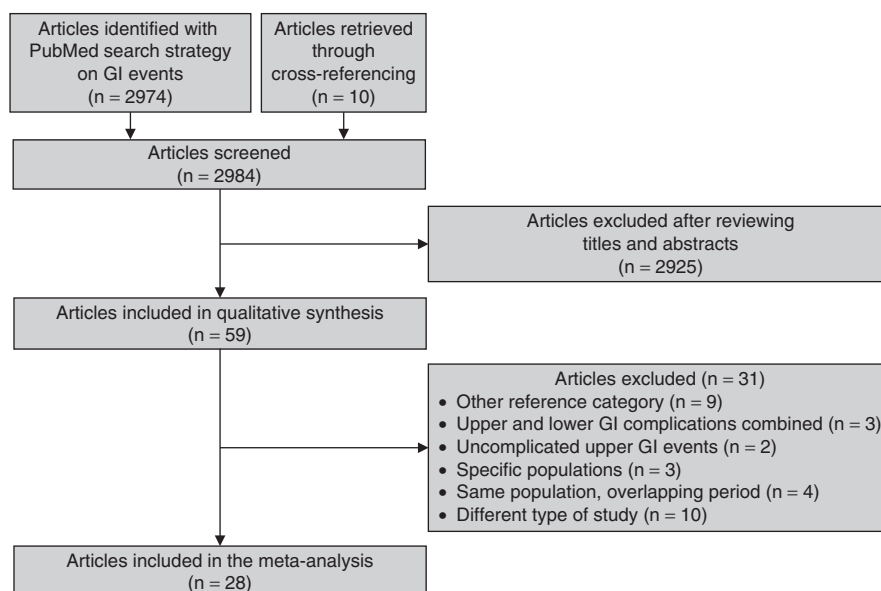 Articles identified with
PubMed search strategy
on GI events
(n = 2974)
Articles retrieved
through
cross-referencing
(n = 10)
Articles screened
(n = 2984)
Articles excluded after reviewing
titles and abstracts
(n = 2925)
Articles included in qualitative synthesis
(n = 59)
Articles excluded (n = 31)
• Other reference category (n = 9)
• Upper and lower GI complications combined (n = 3)
• Uncomplicated upper GI events (n = 2)
• Specific populations (n = 3)
• Same population, overlapping period (n = 4)
• Different type of study (n = 10)
Articles included in the meta-analysis
(n = 28)